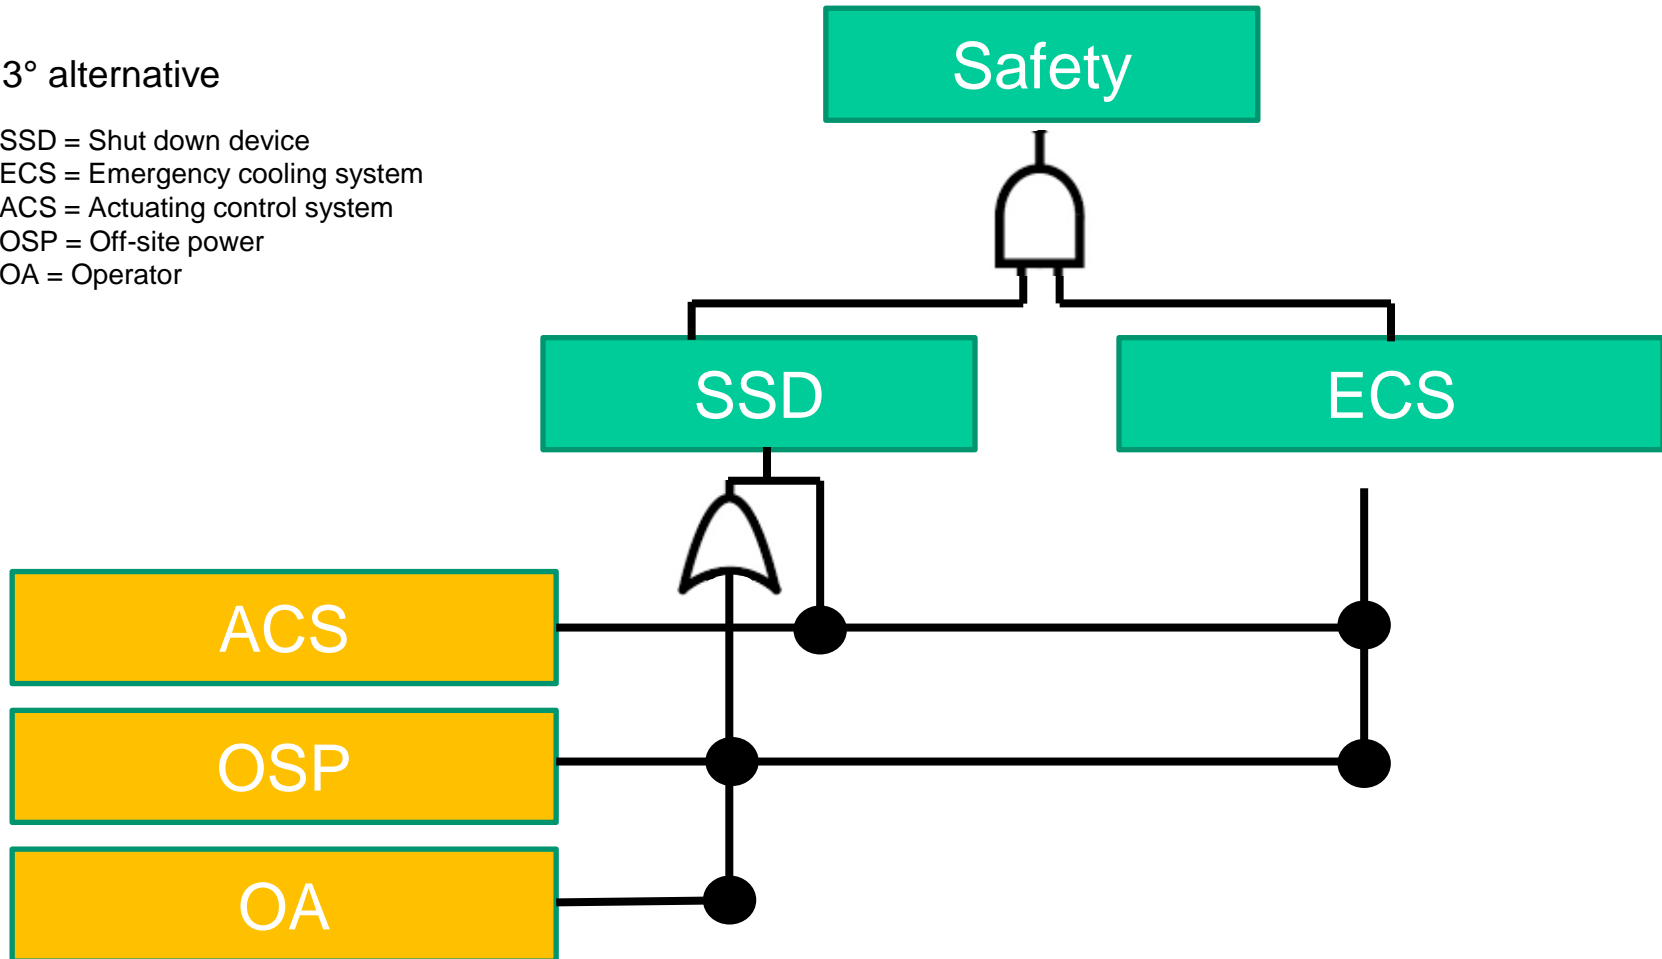 Safety
3° alternative
SSD = Shut down device
ECS = Emergency cooling system
ACS = Actuating control system
OSP = Off-site power
OA = Operator
SSD
ECS
ACS
OSP
OA